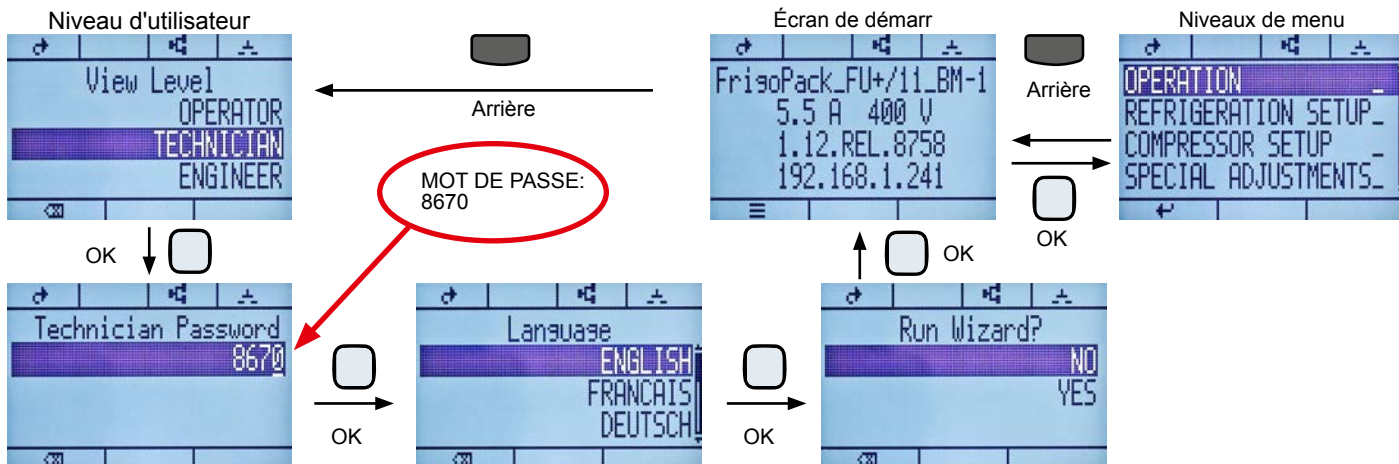 Niveau d'utilisateur
View Level
OPERATOR
TECHNICIAN
ENGINEER
Arrière
Écran de démarr
FrigoPack_FU+/11_BM-1
5.5 A 400 V
1.12.REL.8758
192.168.1.241
Arrière
OK
Niveaux de menu
OPERATION _
REFRIGERATION SETUP_
COMPRESSOR SETUP _
SPECIAL ADJUSTMENTS_
MOT DE PASSE:
8670
OK
Technician Password
8670
OK
Language
ENGLISH
FRANCAIS
DEUTSCH
OK
Run Wizard?
NO
YES
OK